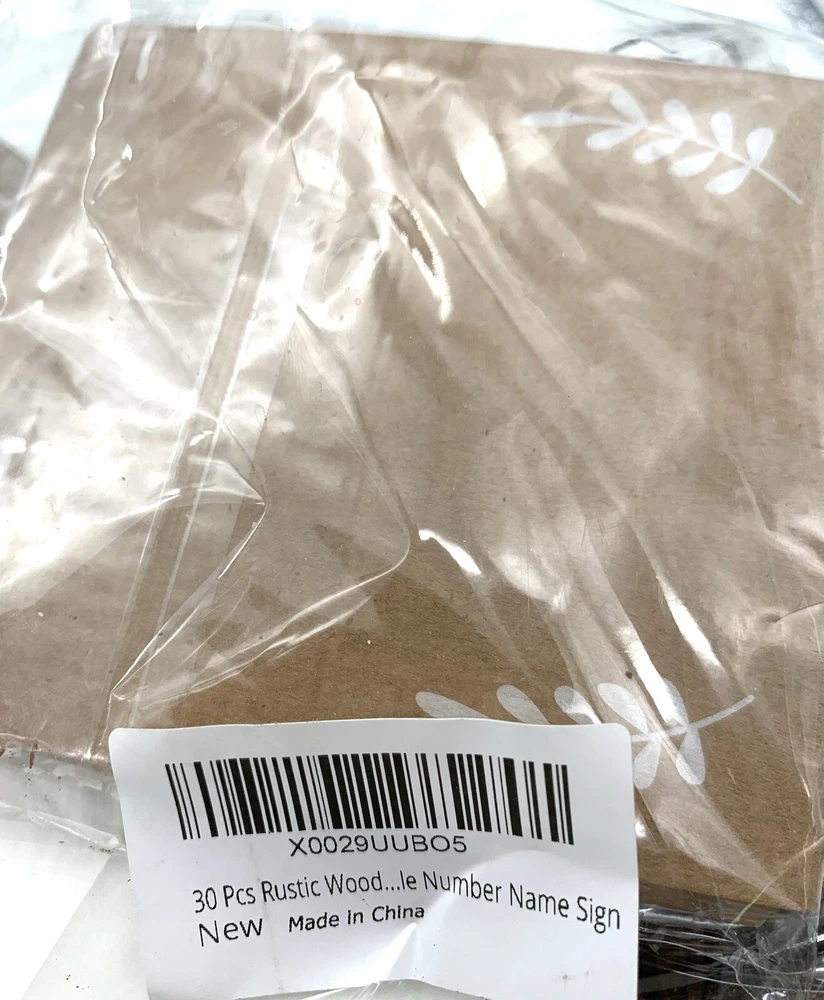 X0029UUBO5
30 Pcs Rustic Wood...le Number Name Sign
New Made in China